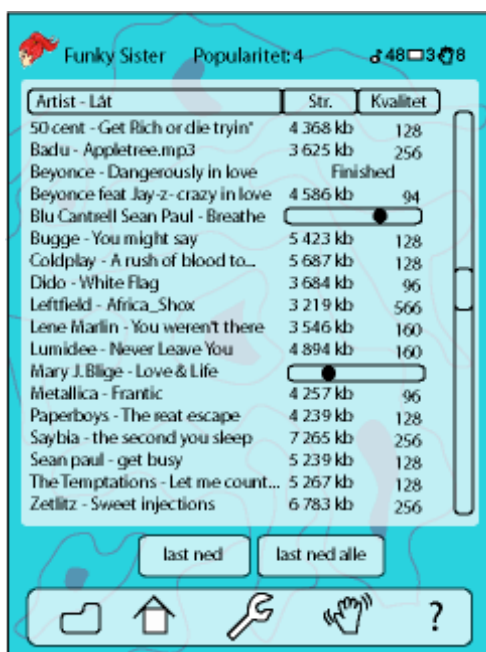 Funky Sister Popularitet: 4 48 3 8
Artist - Låt Str. Kvalitet
50 cent - Get Rich or die tryin' 4 368 kb 128
Badu - Appletree.mp3 3 625 kb 256
Beyonce - Dangerously in love Finished
Beyonce feat Jay-z- crazy in love 4 586 kb 94
Blu Cantrell Sean Paul - Breathe
Bugge - You might say 5 423 kb 128
Coldplay - A rush of blood to... 5 687 kb 128
Dido - White Flag 3 684 kb 96
Leftfield - Africa_Shox 3 219 kb 566
Lene Marlin - You weren't there 3 546 kb 160
Lumidee - Never Leave You 4 894 kb 160
Mary J. Blige - Love & Life
Metallica - Frantic 4 257 kb 96
Paperboys - The reat escape 4 239 kb 128
Saybia - the second you sleep 7 265 kb 256
Sean paul - get busy 5 239 kb 128
The Temptations - Let me count... 5 267 kb 128
Zetlitz - Sweet injections 6 783 kb 256
last ned last ned alle
?